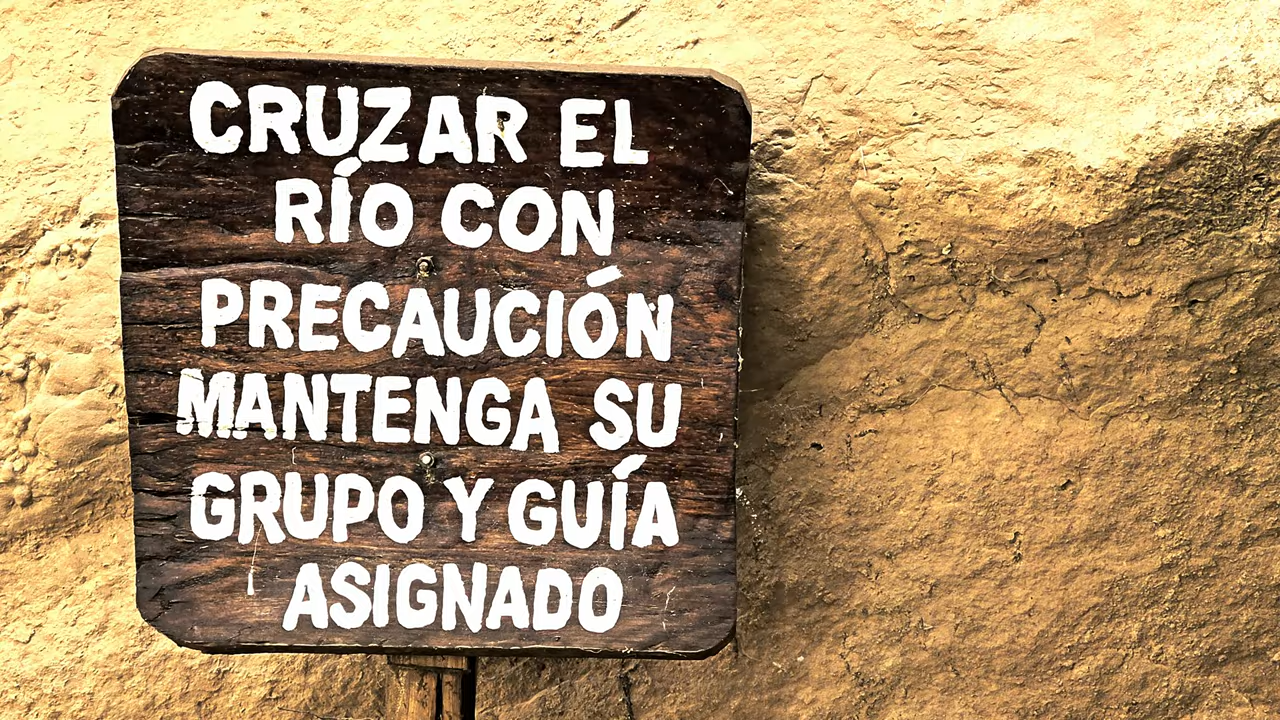 CRUZAR EL
RÍO CON
PRECAUCIÓN
MANTENGA SU
GRUPO Y GUÍA
ASIGNADO